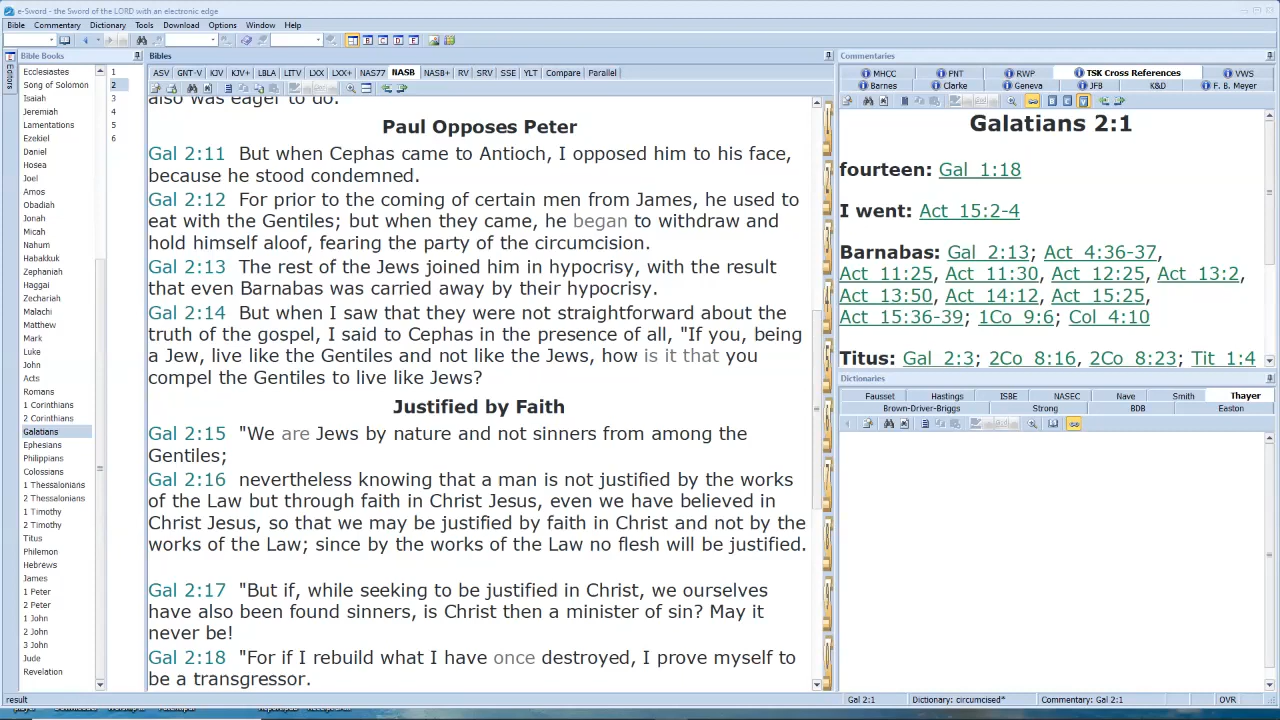 e-Sword - the Sword of the LORD with an electronic edge
Bible Commentary Dictionary Tools Download Options Window Help
Editors
Bible Books
Ecclesiastes
Song of Solomon
Isaiah
Jeremiah
Lamentations
Ezekiel
Daniel
Hosea
Joel
Amos
Obadiah
Jonah
Micah
Nahum
Habakkuk
Zephaniah
Haggai
Zechariah
Malachi
Matthew
Mark
Luke
John
Acts
Romans
1 Corinthians
2 Corinthians
Galatians
Ephesians
Philippians
Colossians
1 Thessalonians
2 Thessalonians
1 Timothy
2 Timothy
Titus
Philemon
Hebrews
James
1 Peter
2 Peter
1 John
2 John
3 John
Jude
Revelation
1
2
3
4
5
6
Bibles
ASV GNT-V KJV KJV+ LBLA LITV LXX LXX+ NAS77 NASB NASB+ RV SRV SSE YLT Compare Parallel
also was eager to do.
Paul Opposes Peter
Gal 2:11 But when Cephas came to Antioch, I opposed him to his face,
because he stood condemned.
Gal 2:12 For prior to the coming of certain men from James, he used to
eat with the Gentiles; but when they came, he began to withdraw and
hold himself aloof, fearing the party of the circumcision.
Gal 2:13 The rest of the Jews joined him in hypocrisy, with the result
that even Barnabas was carried away by their hypocrisy.
Gal 2:14 But when I saw that they were not straightforward about the
truth of the gospel, I said to Cephas in the presence of all, "If you, being
a Jew, live like the Gentiles and not like the Jews, how is it that you
compel the Gentiles to live like Jews?
Justified by Faith
Gal 2:15 "We are Jews by nature and not sinners from among the
Gentiles;
Gal 2:16 nevertheless knowing that a man is not justified by the works
of the Law but through faith in Christ Jesus, even we have believed in
Christ Jesus, so that we may be justified by faith in Christ and not by the
works of the Law; since by the works of the Law no flesh will be justified.
Gal 2:17 "But if, while seeking to be justified in Christ, we ourselves
have also been found sinners, is Christ then a minister of sin? May it
never be!
Gal 2:18 "For if I rebuild what I have once destroyed, I prove myself to
be a transgressor.
Commentaries
MHCC PNT RWP TSK Cross References VWS
Barnes Clarke Geneva JFB K&D F. B. Meyer
Galatians 2:1
fourteen: Gal 1:18
I went: Act 15:2-4
Barnabas: Gal 2:13; Act 4:36-37,
Act 11:25, Act 11:30, Act 12:25, Act 13:2,
Act 13:50, Act 14:12, Act 15:25,
Act 15:36-39; 1Co 9:6; Col 4:10
Titus: Gal 2:3; 2Co 8:16, 2Co 8:23; Tit 1:4
Dictionaries
Fausset Hastings ISBE NASEC Nave Smith Thayer
Brown-Driver-Briggs Strong BDB Easton
result
Gal 2:1 Dictionary: circumcised* Commentary: Gal 2:1 OVR